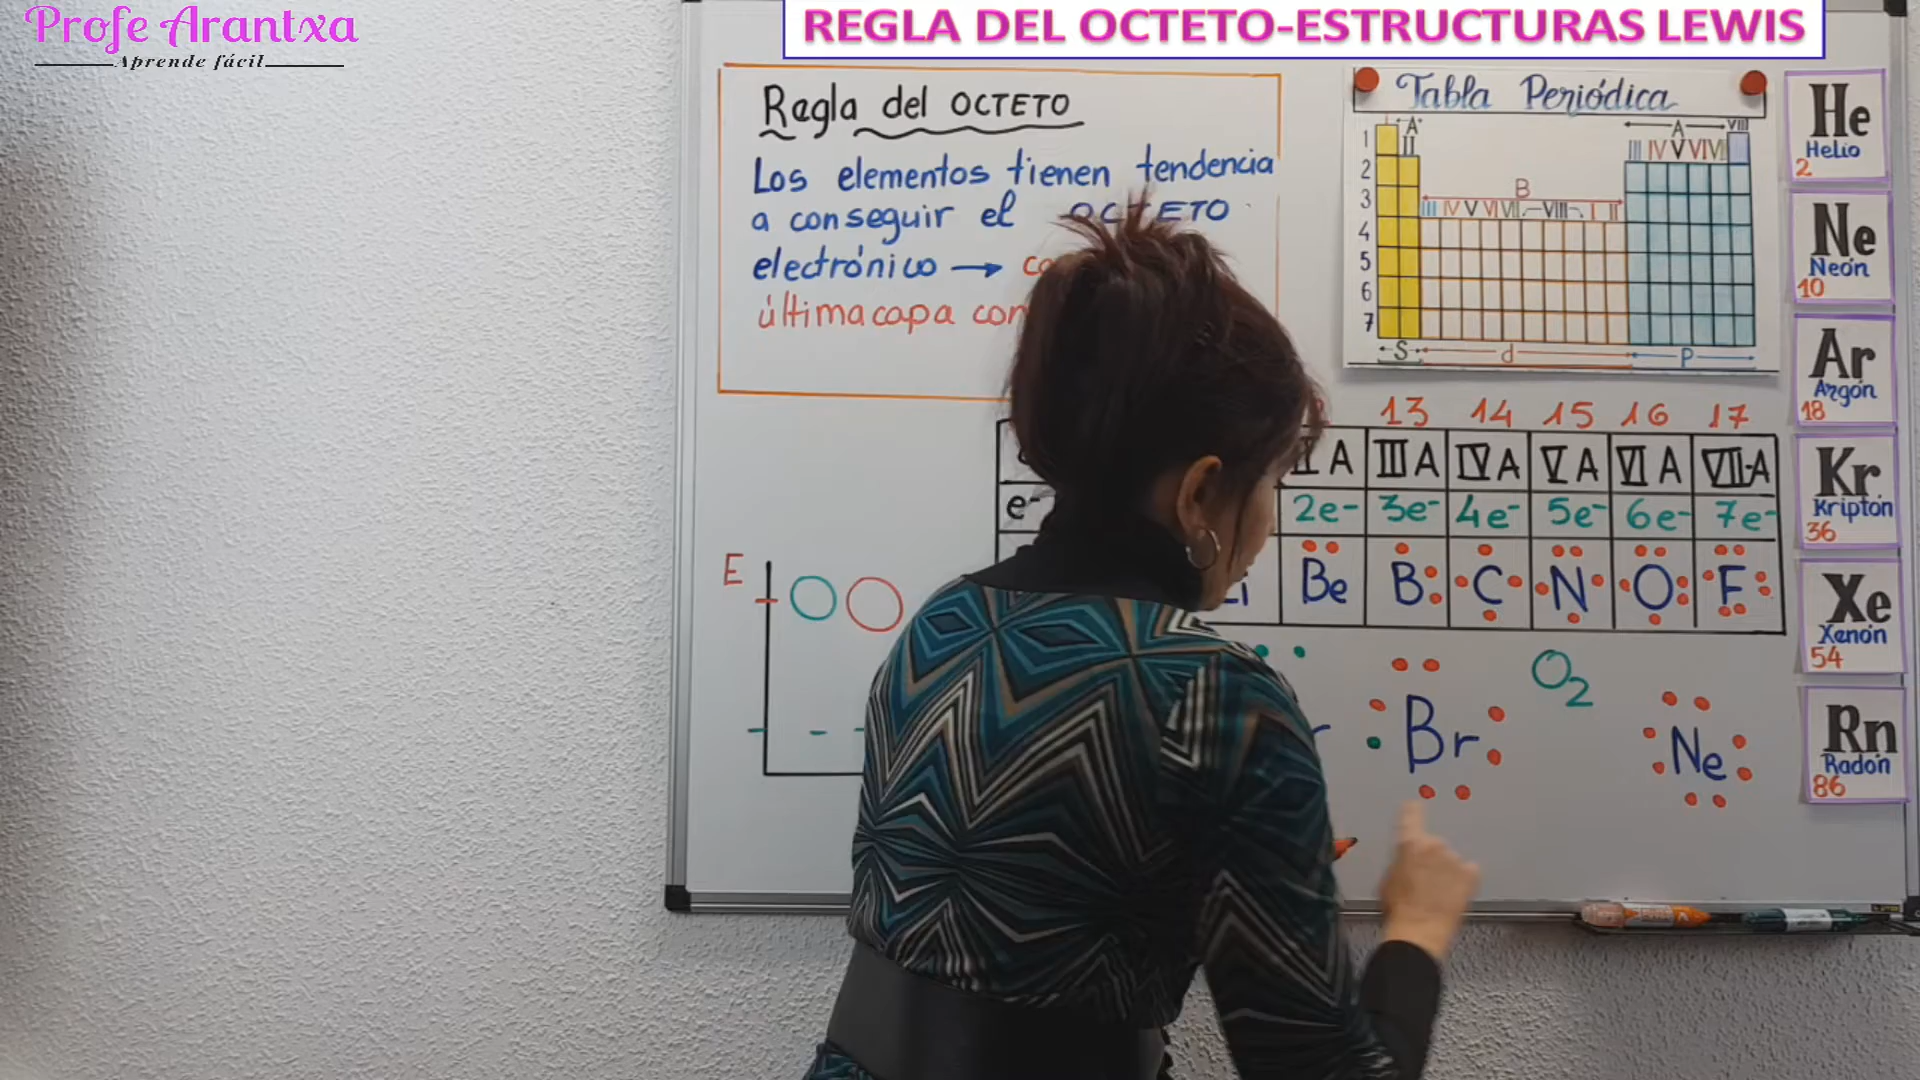 Profe Arantxa
Aprende fácil
REGLA DEL OCTETO-ESTRUCTURAS LEWIS
Regla del OCTETO
Los elementos tienen tendencia
a conseguir el OCTETO
electrónico →
última capa con
Tabla Periódica
A A VIII
II III IV V VI VII
B
III IV V VI VII VIII I II
1
2
3
4
5
6
7
S d p
13 14 15 16 17
II A III A IV A V A VI A VII A
e- 2e- 3e- 4e- 5e- 6e- 7e-
Be B C N O F
E
Br
O2
Ne
He
Helio
2
Ne
Neón
10
Ar
Argón
18
Kr
Kriptón
36
Xe
Xenón
54
Rn
Radón
86